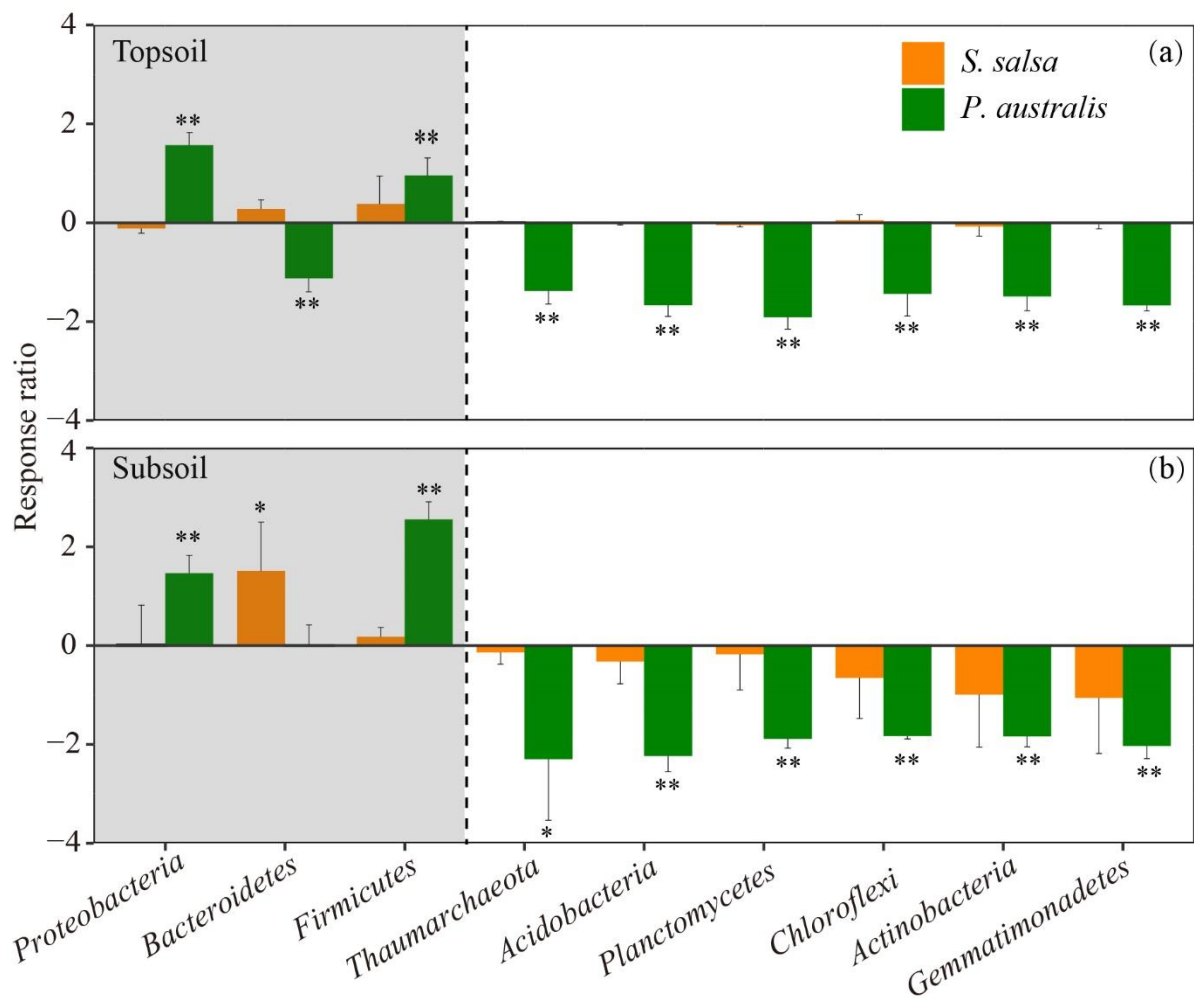 Topsoil
(a)
S. salsa
P. australis
Response ratio
4
2
0
−2
−4
**
**
**
**
**
**
**
**
**
Subsoil
(b)
4
2
0
−2
−4
**
*
**
*
**
**
**
**
**
Proteobacteria
Bacteroidetes
Firmicutes
Thaumarchaeota
Acidobacteria
Planctomycetes
Chloroflexi
Actinobacteria
Gemmatimonadetes